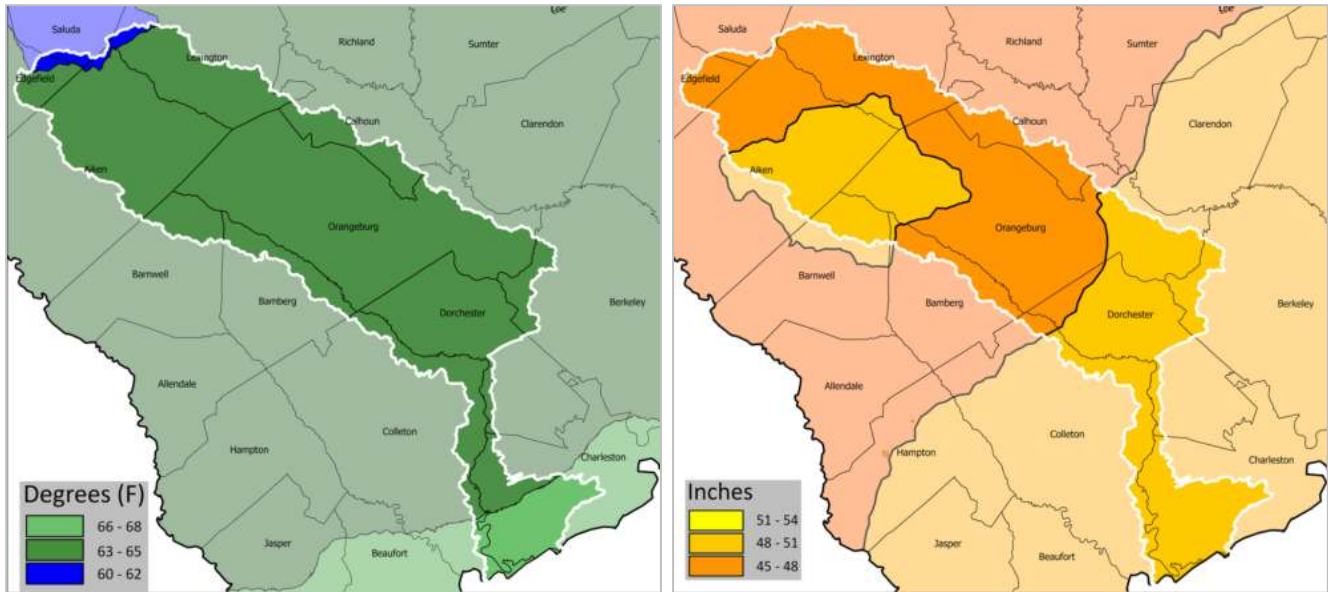 Saluda
Richland
Sumter
Lexington
Edgefield
Clarendon
Calhoun
Aiken
Orangeburg
Barnwell
Bamberg
Berkeley
Dorchester
Allendale
Colleton
Hampton
Charleston
Jasper
Beaufort
Degrees (F)
66 - 68
63 - 65
60 - 62
Saluda
Richland
Sumter
Lexington
Edgefield
Clarendon
Calhoun
Aiken
Orangeburg
Barnwell
Bamberg
Berkeley
Dorchester
Allendale
Colleton
Hampton
Charleston
Jasper
Beaufort
Inches
51 - 54
48 - 51
45 - 48